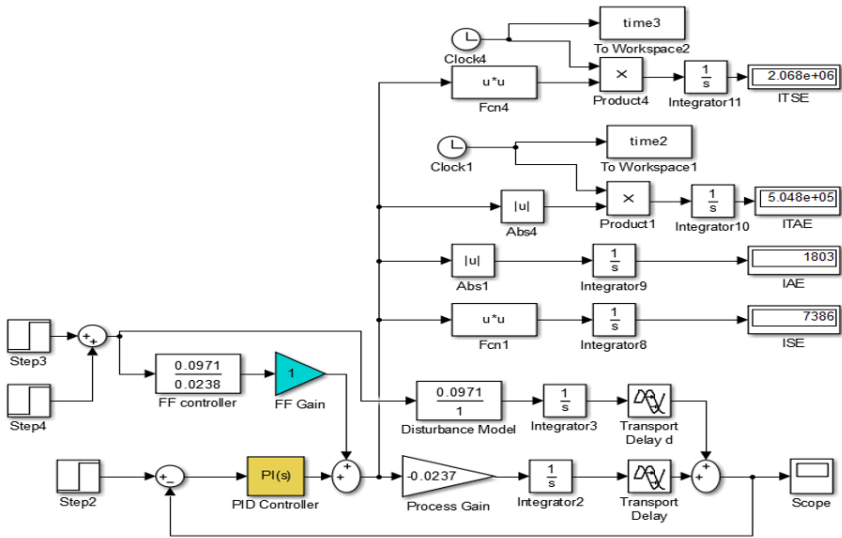 time3
To Workspace2
Clock4
u*u
Fcn4
×
Product4
1
s
Integrator11
2.068e+06
ITSE
time2
To Workspace1
Clock1
|u|
Abs4
×
Product1
1
s
Integrator10
5.048e+05
ITAE
|u|
Abs1
1
s
Integrator9
1803
IAE
u*u
Fcn1
1
s
Integrator8
7386
ISE
Step3
+
+
Step4
0.0971
0.0238
FF controller
1
FF Gain
0.0971
1
Disturbance Model
1
s
Integrator3
Transport
Delay d
Step2
+
−
PI(s)
PID Controller
+
+
-0.0237
Process Gain
1
s
Integrator2
Transport
Delay
+
+
Scope